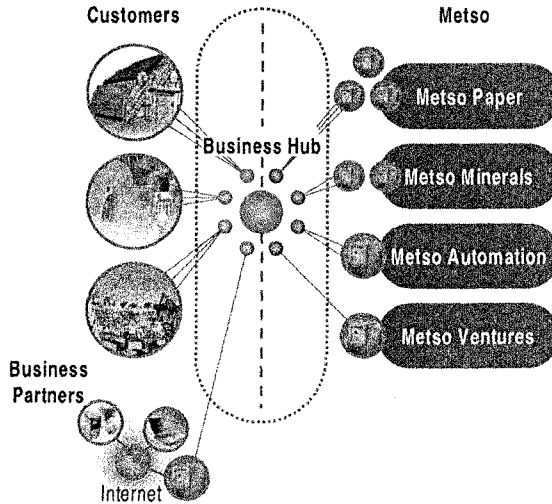 Customers
Metso
Business Hub
Metso Paper
Metso Minerals
Metso Automation
Metso Ventures
Business
Partners
Internet